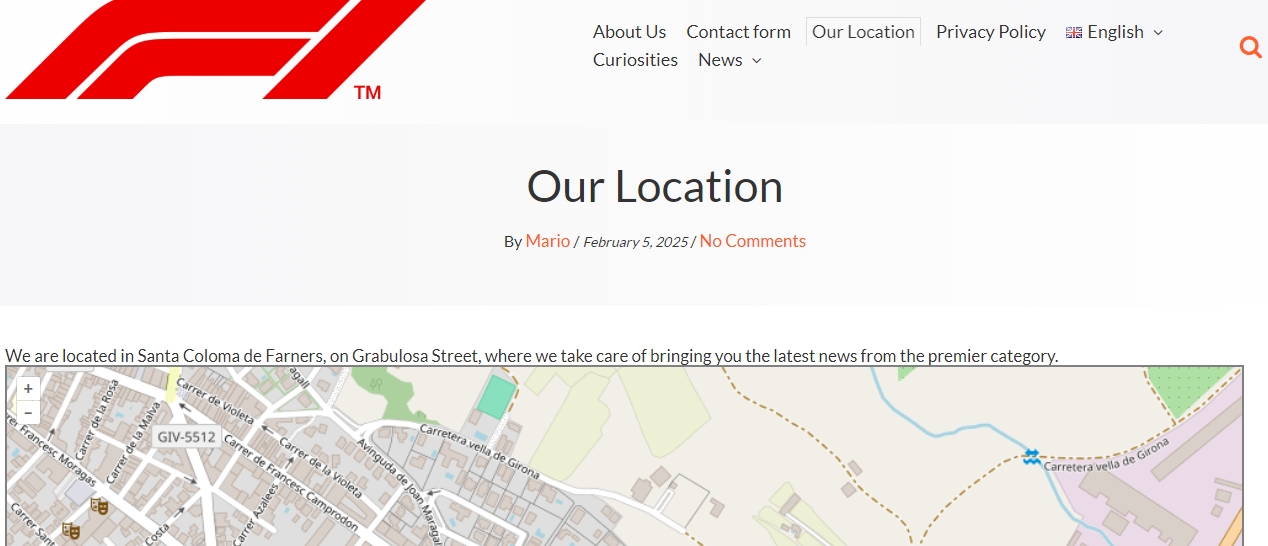 TM
About Us Contact form Our Location Privacy Policy English
Curiosities News
Our Location
By Mario / February 5, 2025 / No Comments
We are located in Santa Coloma de Farners, on Grabulosa Street, where we take care of bringing you the latest news from the premier category.
+
−
Carrer de la Rosa
Carrer de la Malva
Carrer de Violeta
agall
GIV-5512
rer Francesc Moragas
Carrer de Francesc Camprodon
Carrer de la Violeta
Avinguda de Joan Maragal
Carretera vella de Girona
Carretera vella de Girona
Carrer Azalees
Costa
Carrer Sant